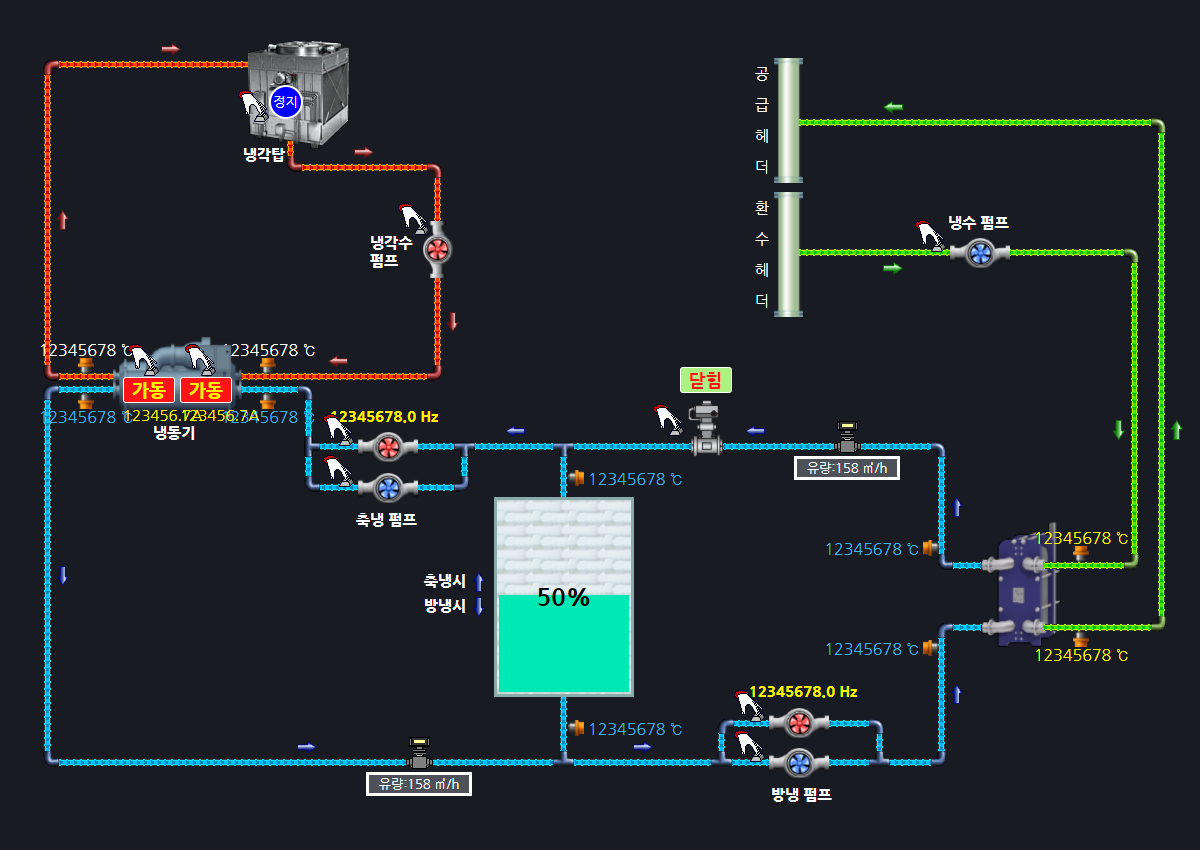 정지
냉각탑
공
급
헤
더
환
수
헤
더
냉수 펌프
냉각수
펌프
12345678 ℃
12345678 ℃
가동
가동
12345678 ℃
123456.7A
123456.7A
12345678 ℃
냉동기
12345678.0 Hz
축냉 펌프
닫힘
유량:158 ㎥/h
12345678 ℃
12345678 ℃
12345678 ℃
축냉시
방냉시
50%
12345678 ℃
12345678 ℃
12345678.0 Hz
12345678 ℃
방냉 펌프
유량:158 ㎥/h